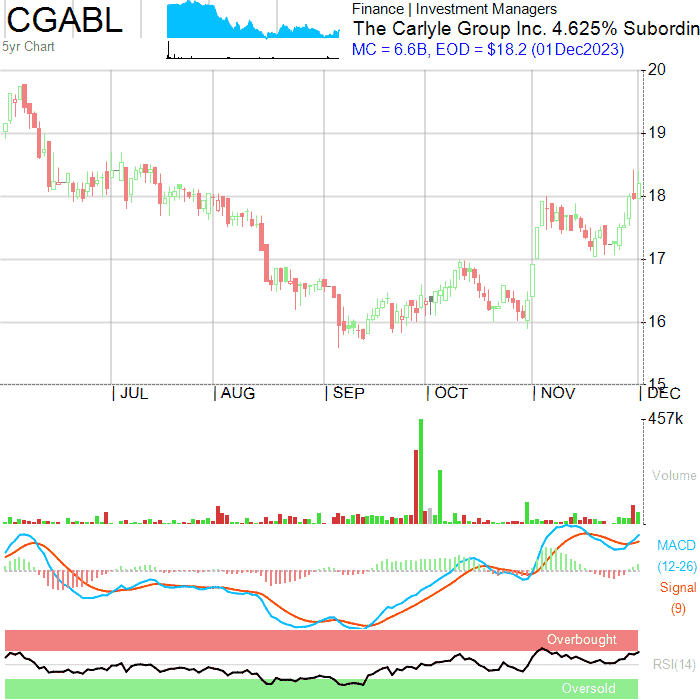 CGABL
5yr Chart
Finance | Investment Managers
The Carlyle Group Inc. 4.625% Subordin
MC = 6.6B, EOD = $18.2 (01Dec2023)
20
19
18
17
16
15
JUL AUG SEP OCT NOV DEC
457k
Volume
MACD
(12-26)
Signal
(9)
Overbought
RSI(14)
Oversold